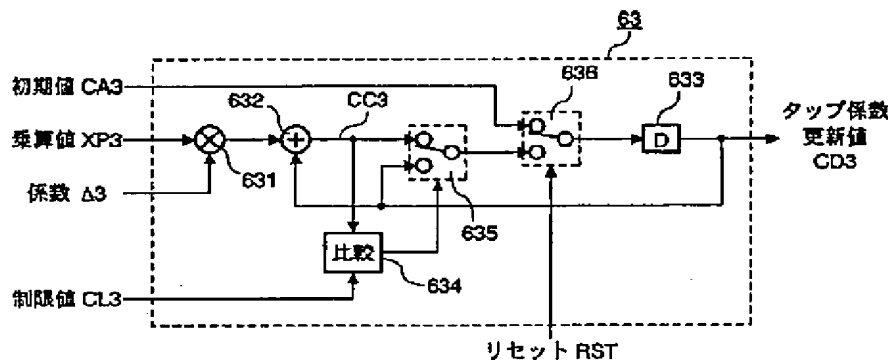 63
初期値 CA3
乗算値 XP3
係数 Δ3
制限値 CL3
632
CC3
636
633
631
D
635
比較
634
タップ係数
更新値
CD3
リセット RST